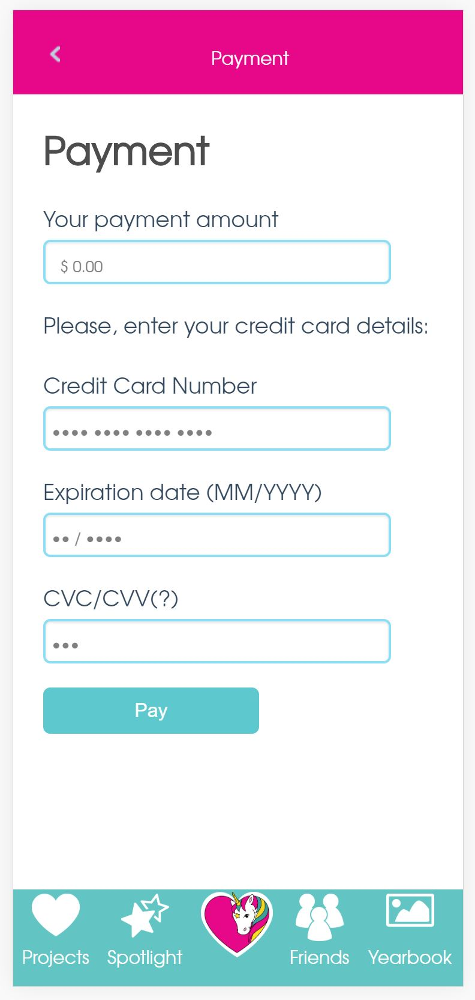 Payment
Payment
Your payment amount
$ 0.00
Please, enter your credit card details:
Credit Card Number
•••• •••• •••• ••••
Expiration date (MM/YYYY)
•• / ••••
CVC/CVV(?)
•••
Pay
Projects Spotlight Friends Yearbook